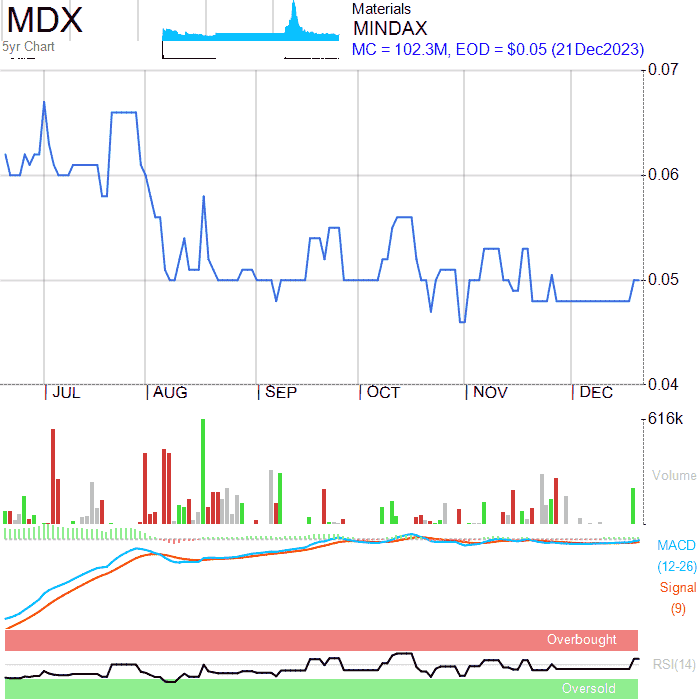 MDX
5yr Chart
Materials
MINDAX
MC = 102.3M, EOD = $0.05 (21Dec2023)
0.07
0.06
0.05
0.04
JUL AUG SEP OCT NOV DEC
616k
Volume
MACD
(12-26)
Signal
(9)
Overbought
RSI(14)
Oversold